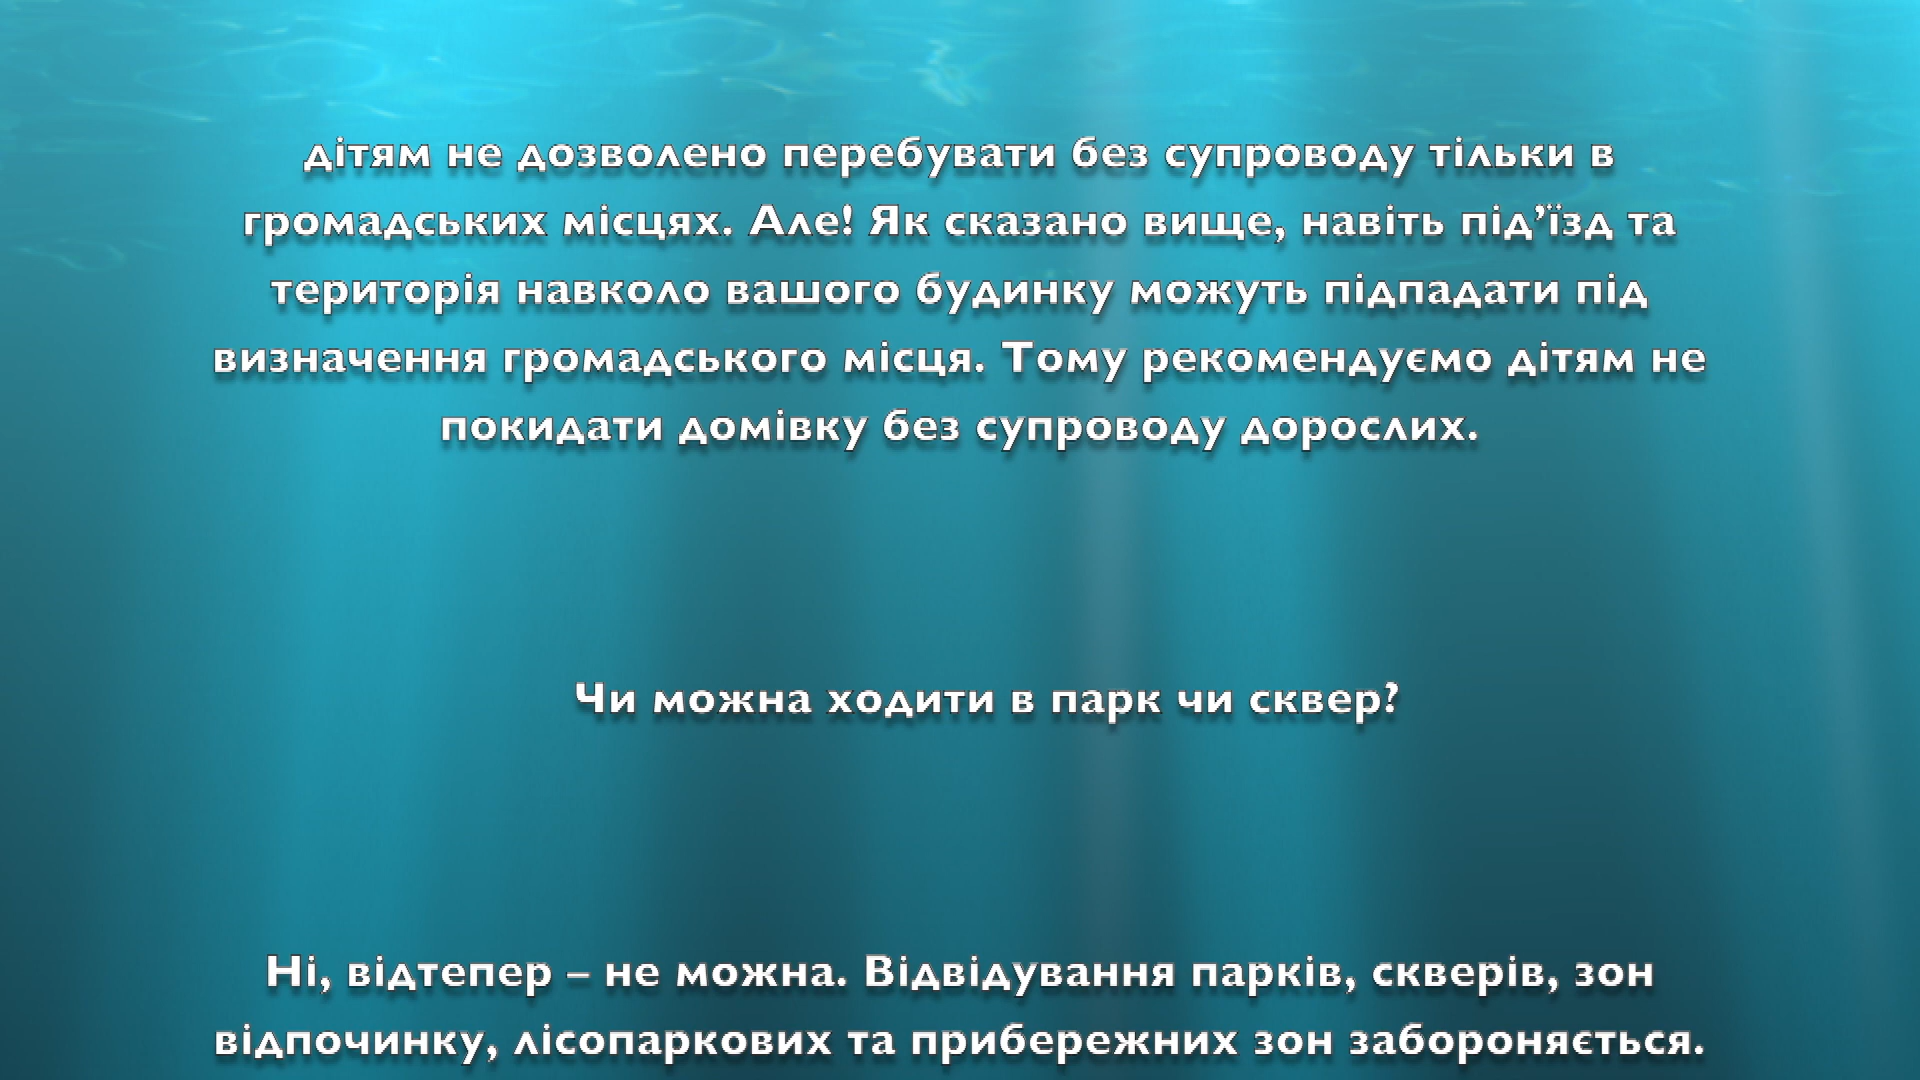 дітям не дозволено перебувати без супроводу тільки в
громадських місцях. Але! Як сказано вище, навіть під’їзд та
територія навколо вашого будинку можуть підпадати під
визначення громадського місця. Тому рекомендуємо дітям не
покидати домівку без супроводу дорослих.
Чи можна ходити в парк чи сквер?
Ні, відтепер – не можна. Відвідування парків, скверів, зон
відпочинку, лісопаркових та прибережних зон забороняється.